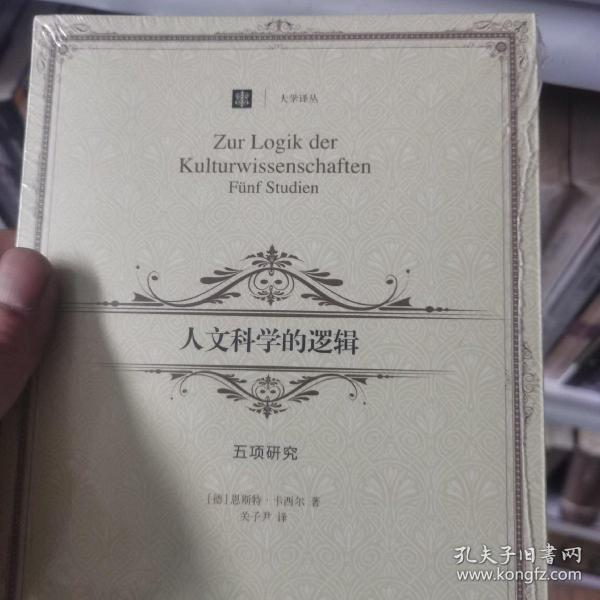 大学译丛
Zur Logik der
Kulturwissenschaften
Fünf Studien
人文科学的逻辑
五项研究
[德]恩斯特·卡西尔 著
关子尹 译
孔夫子旧书网
www.kongfz.com